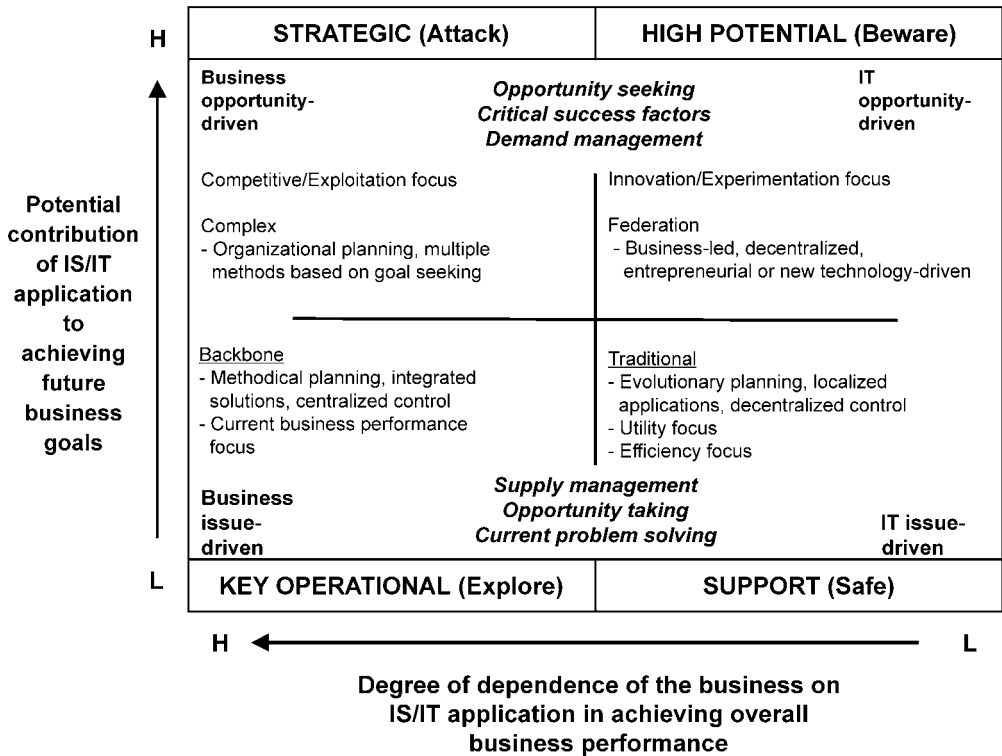 H
STRATEGIC (Attack)
HIGH POTENTIAL (Beware)
Business
opportunity-
driven
Opportunity seeking
Critical success factors
Demand management
IT
opportunity-
driven
Competitive/Exploitation focus
Innovation/Experimentation focus
Complex
- Organizational planning, multiple
methods based on goal seeking
Federation
- Business-led, decentralized,
entrepreneurial or new technology-driven
Potential
contribution
of IS/IT
application
to
achieving
future
business
goals
Backbone
- Methodical planning, integrated
solutions, centralized control
- Current business performance
focus
Traditional
- Evolutionary planning, localized
applications, decentralized control
- Utility focus
- Efficiency focus
Business
issue-
driven
Supply management
Opportunity taking
Current problem solving
IT issue-
driven
L
KEY OPERATIONAL (Explore)
SUPPORT (Safe)
H
L
Degree of dependence of the business on
IS/IT application in achieving overall
business performance